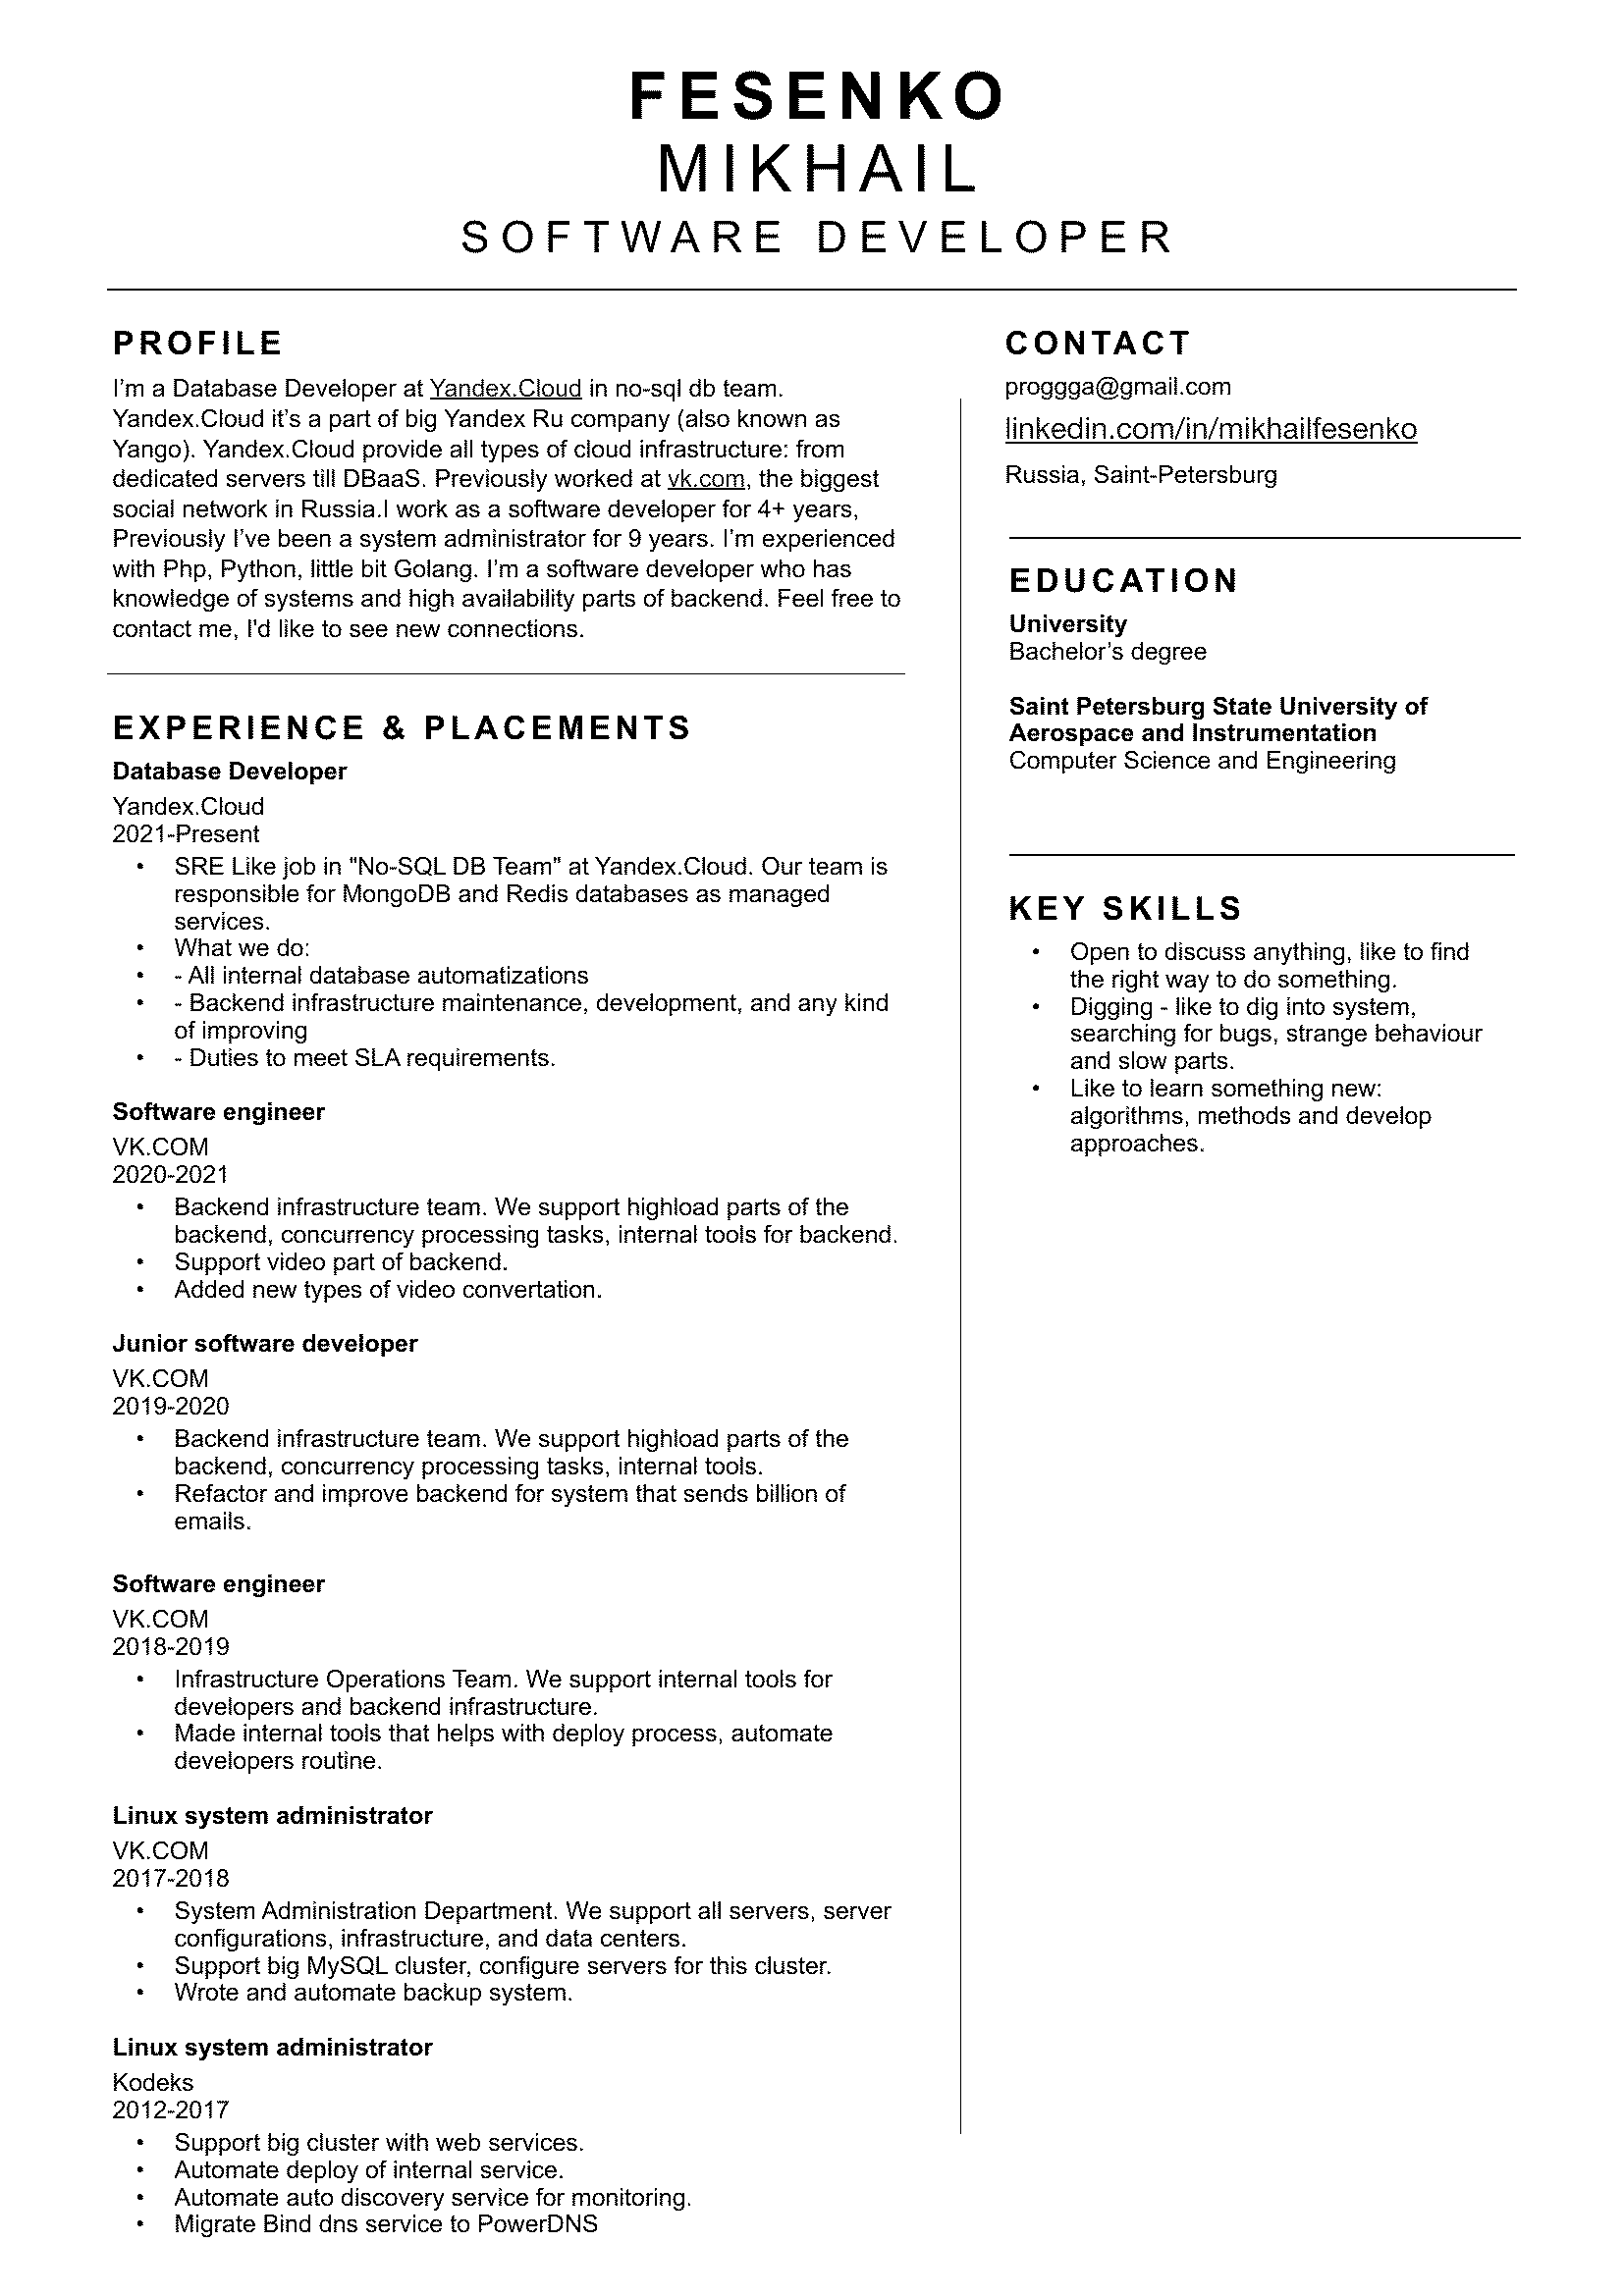 FESENKO
MIKHAIL
SOFTWARE DEVELOPER
PROFILE
I'm a Database Developer at Yandex.Cloud in no-sql db team.
Yandex.Cloud it's a part of big Yandex Ru company (also known as
Yango). Yandex.Cloud provide all types of cloud infrastructure: from
dedicated servers till DBaaS. Previously worked at vk.com, the biggest
social network in Russia.I work as a software developer for 4+ years,
Previously I've been a system administrator for 9 years. I'm experienced
with Php, Python, little bit Golang. I'm a software developer who has
knowledge of systems and high availability parts of backend. Feel free to
contact me, I'd like to see new connections.
EXPERIENCE & PLACEMENTS
Database Developer
Yandex.Cloud
2021-Present
• SRE Like job in "No-SQL DB Team" at Yandex.Cloud. Our team is
responsible for MongoDB and Redis databases as managed
services.
• What we do:
• - All internal database automatizations
• - Backend infrastructure maintenance, development, and any kind
of improving
• - Duties to meet SLA requirements.
Software engineer
VK.COM
2020-2021
• Backend infrastructure team. We support highload parts of the
backend, concurrency processing tasks, internal tools for backend.
• Support video part of backend.
• Added new types of video convertation.
Junior software developer
VK.COM
2019-2020
• Backend infrastructure team. We support highload parts of the
backend, concurrency processing tasks, internal tools.
• Refactor and improve backend for system that sends billion of
emails.
Software engineer
VK.COM
2018-2019
• Infrastructure Operations Team. We support internal tools for
developers and backend infrastructure.
• Made internal tools that helps with deploy process, automate
developers routine.
Linux system administrator
VK.COM
2017-2018
• System Administration Department. We support all servers, server
configurations, infrastructure, and data centers.
• Support big MySQL cluster, configure servers for this cluster.
• Wrote and automate backup system.
Linux system administrator
Kodeks
2012-2017
• Support big cluster with web services.
• Automate deploy of internal service.
• Automate auto discovery service for monitoring.
• Migrate Bind dns service to PowerDNS
CONTACT
proggga@gmail.com
linkedin.com/in/mikhailfesenko
Russia, Saint-Petersburg
EDUCATION
University
Bachelor's degree
Saint Petersburg State University of
Aerospace and Instrumentation
Computer Science and Engineering
KEY SKILLS
• Open to discuss anything, like to find
the right way to do something.
• Digging - like to dig into system,
searching for bugs, strange behaviour
and slow parts.
• Like to learn something new:
algorithms, methods and develop
approaches.